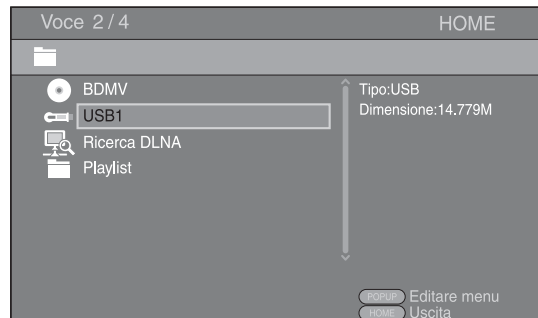 Voce 2/4 HOME
BDMV
USB1
Ricerca DLNA
Playlist
Tipo:USB
Dimensione:14.779M
POPUP Editare menu
HOME Uscita